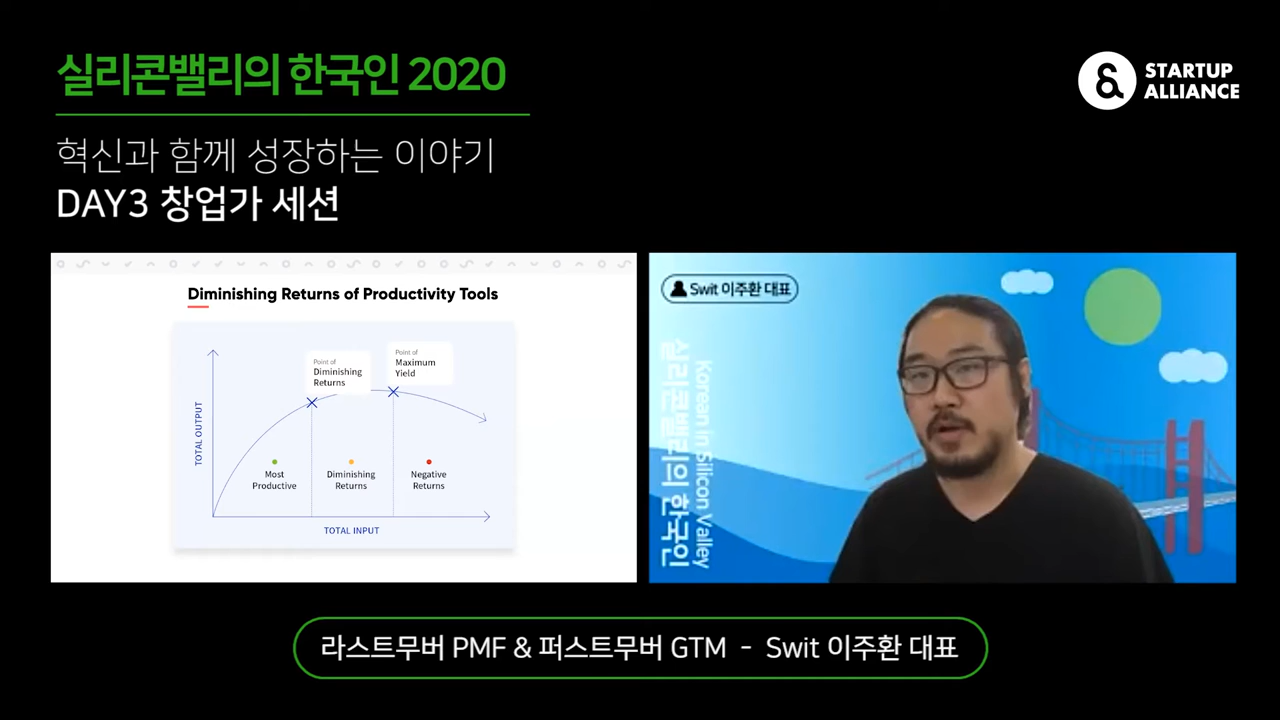 실리콘밸리의 한국인 2020
STARTUP
ALLIANCE
혁신과 함께 성장하는 이야기
DAY3 창업가 세션
Diminishing Returns of Productivity Tools
Point of
Diminishing
Returns
Point of
Maximum
Yield
TOTAL OUTPUT
Most
Productive
Diminishing
Returns
Negative
Returns
TOTAL INPUT
Swit 이주환 대표
Korean in Silicon Valley
실리콘밸리의 한국인
라스트무버 PMF & 퍼스트무버 GTM - Swit 이주환 대표